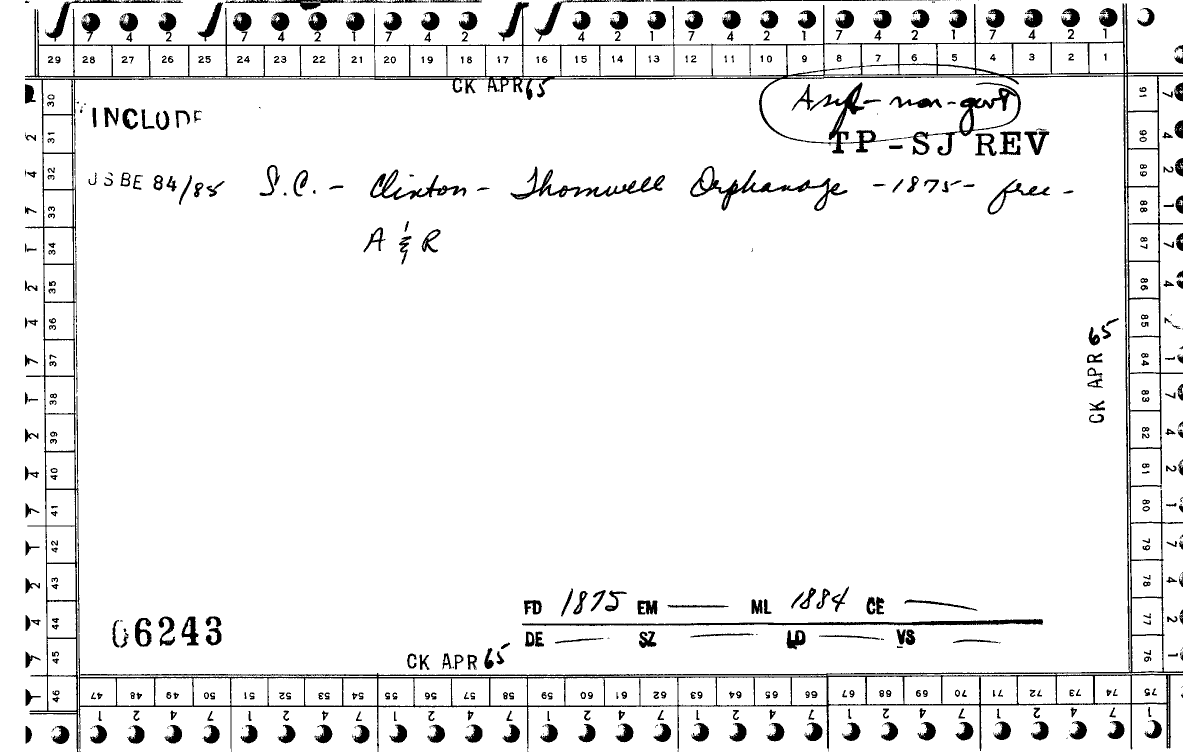 7 4 2 1 7 4 2 1 7 4 2 1 7 4 2 1 7 4 2 1 7 4 2 1 7 4 2 1
29 28 27 26 25 24 23 22 21 20 19 18 17 16 15 14 13 12 11 10 9 8 7 6 5 4 3 2 1
CK APR 65
non-gov't
INCLUDE
TP-SJ REV
JSBE 84/85 S.C. - Clinton - Thornwell Orphanage - 1875 - free -
A & R
CK APR 65
FD 1875 EM — ML 1884 CE —
DE — SZ — LD — VS —
06243
CK APR 65
30 31 32 33 34 35 36 37 38 39 40 41 42 43 44 45 46
91 90 89 88 87 86 85 84 83 82 81 80 79 78 77 76
47 48 49 50 51 52 53 54 55 56 57 58 59 60 61 62 63 64 65 66 67 68 69 70 71 72 73 74 75
1 2 4 7 1 2 4 7 1 2 4 7 1 2 4 7 1 2 4 7 1 2 4 7 1 2 4 7 1